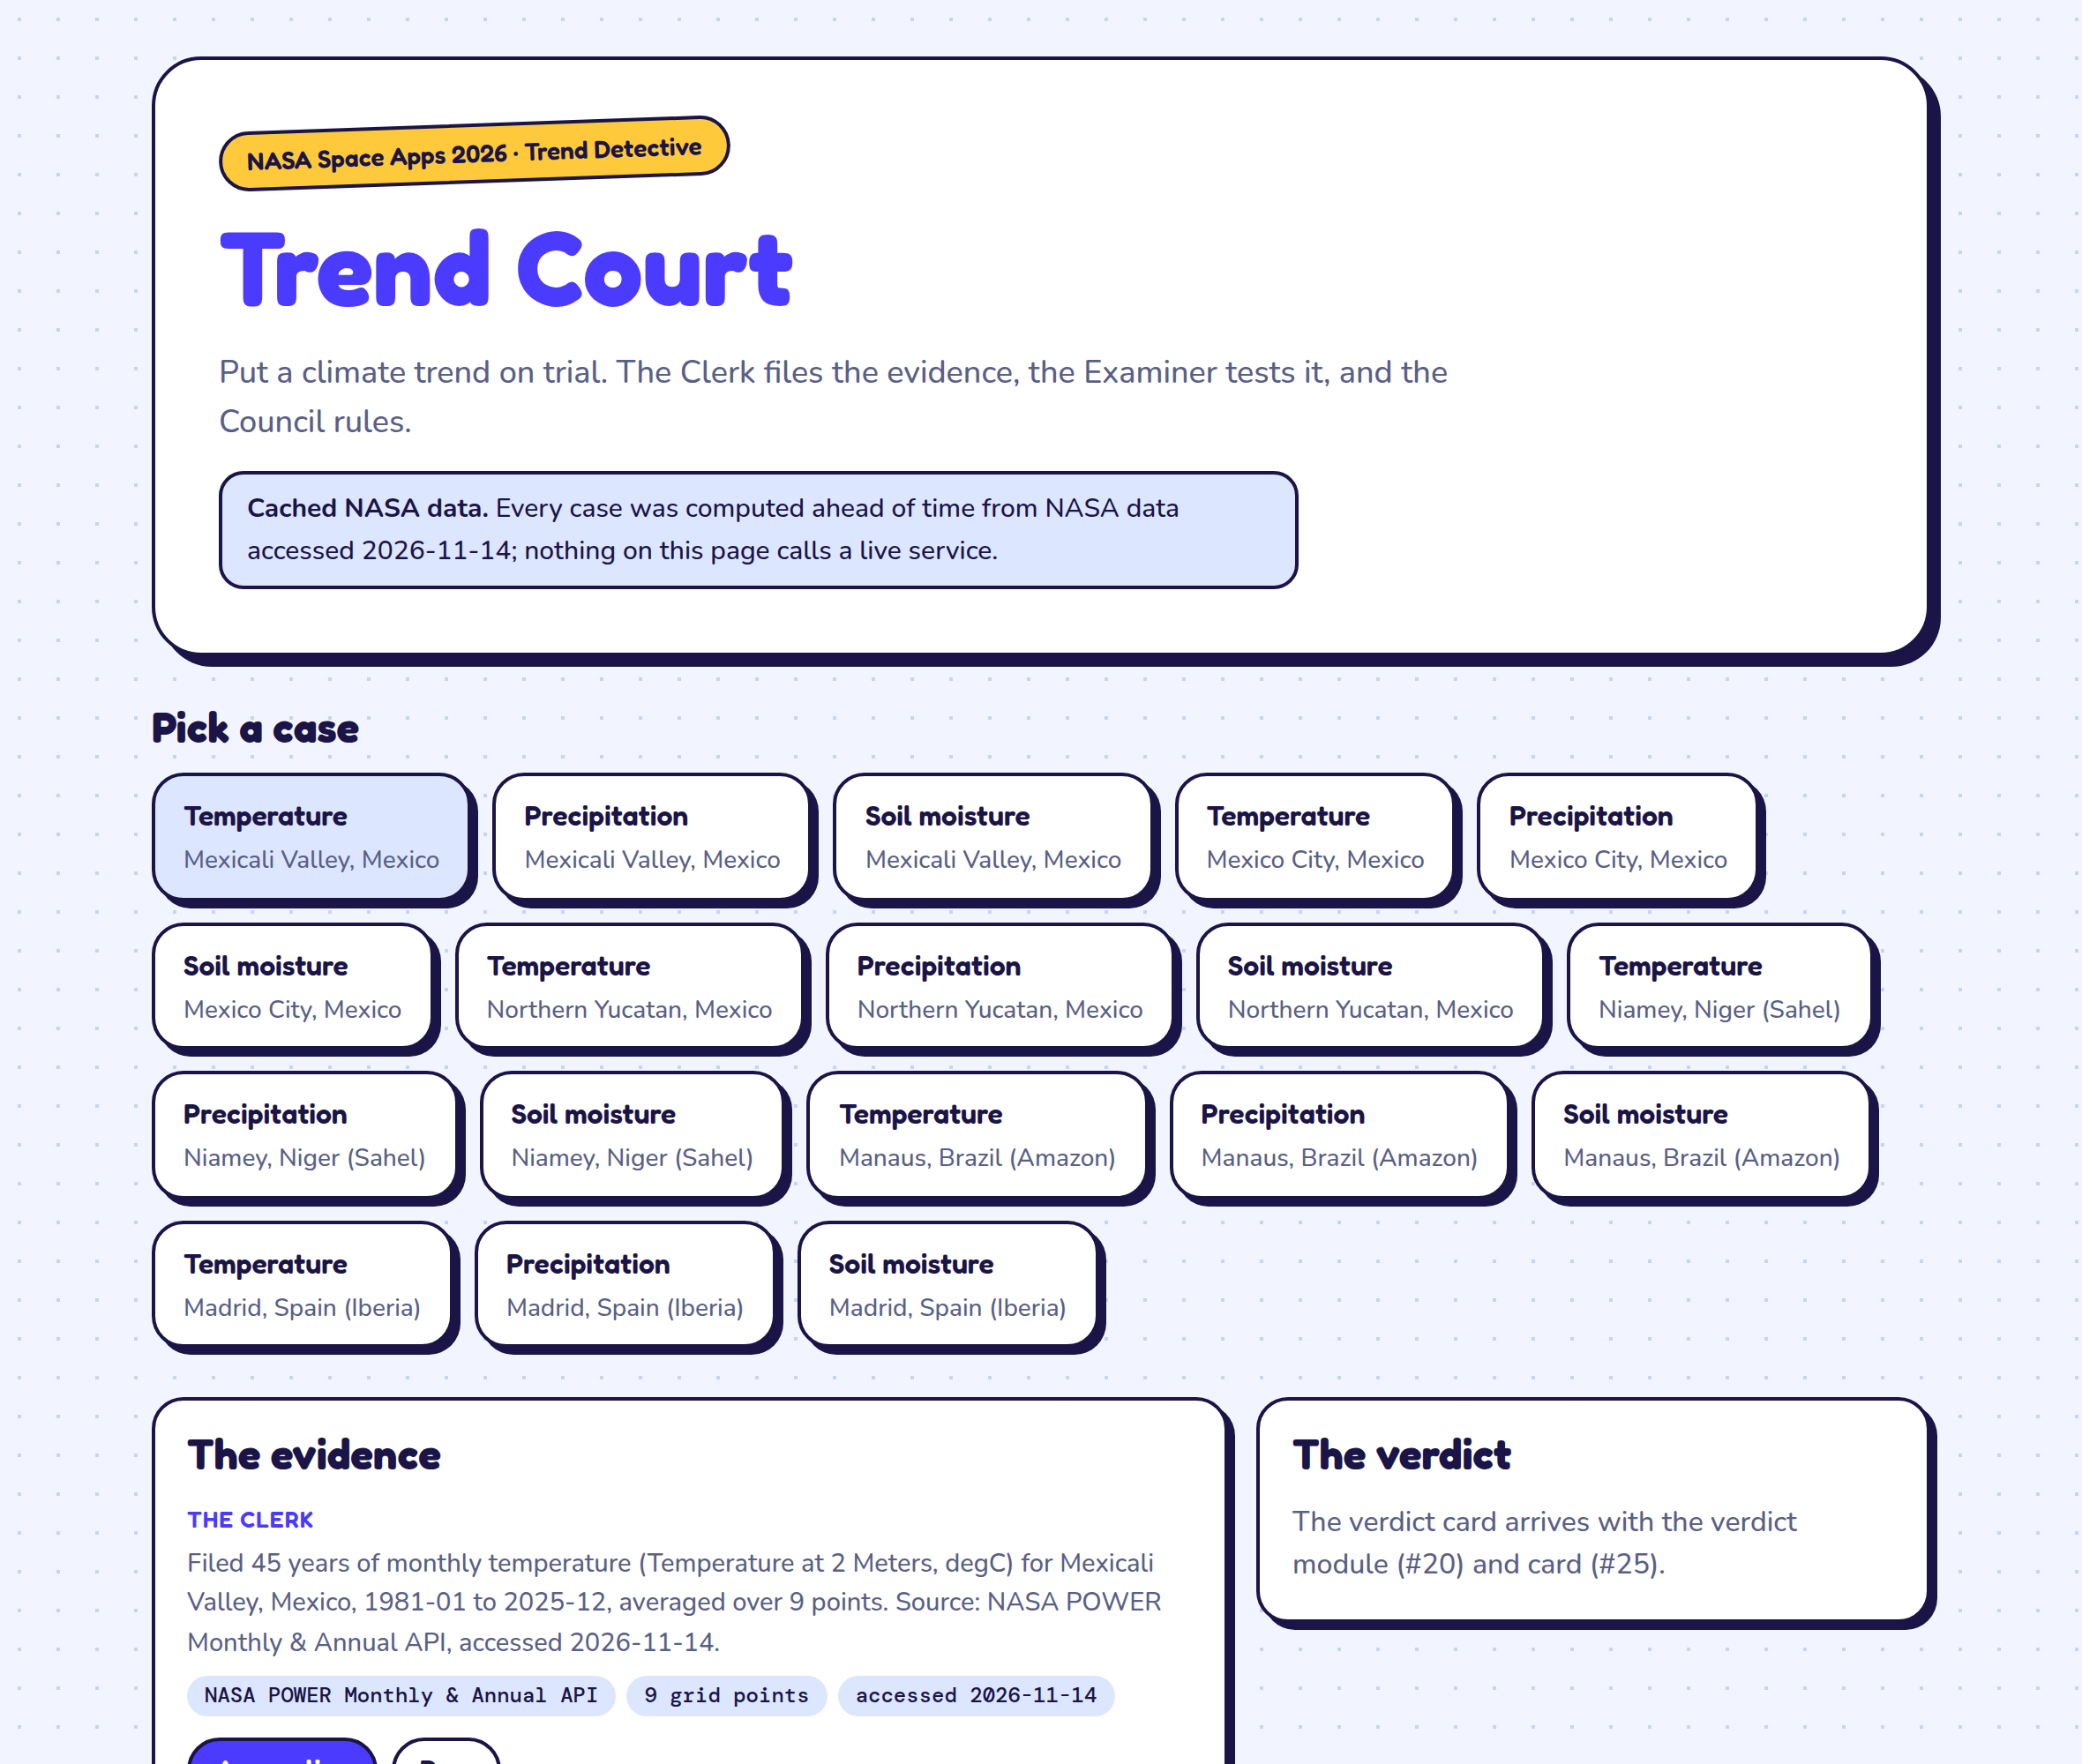 NASA Space Apps 2026 · Trend Detective
Trend Court
Put a climate trend on trial. The Clerk files the evidence, the Examiner tests it, and the
Council rules.
Cached NASA data. Every case was computed ahead of time from NASA data
accessed 2026-11-14; nothing on this page calls a live service.
Pick a case
Temperature
Mexicali Valley, Mexico
Precipitation
Mexicali Valley, Mexico
Soil moisture
Mexicali Valley, Mexico
Temperature
Mexico City, Mexico
Precipitation
Mexico City, Mexico
Soil moisture
Mexico City, Mexico
Temperature
Northern Yucatan, Mexico
Precipitation
Northern Yucatan, Mexico
Soil moisture
Northern Yucatan, Mexico
Temperature
Niamey, Niger (Sahel)
Precipitation
Niamey, Niger (Sahel)
Soil moisture
Niamey, Niger (Sahel)
Temperature
Manaus, Brazil (Amazon)
Precipitation
Manaus, Brazil (Amazon)
Soil moisture
Manaus, Brazil (Amazon)
Temperature
Madrid, Spain (Iberia)
Precipitation
Madrid, Spain (Iberia)
Soil moisture
Madrid, Spain (Iberia)
The evidence
THE CLERK
Filed 45 years of monthly temperature (Temperature at 2 Meters, degC) for Mexicali
Valley, Mexico, 1981-01 to 2025-12, averaged over 9 points. Source: NASA POWER
Monthly & Annual API, accessed 2026-11-14.
NASA POWER Monthly & Annual API
9 grid points
accessed 2026-11-14
The verdict
The verdict card arrives with the verdict
module (#20) and card (#25).